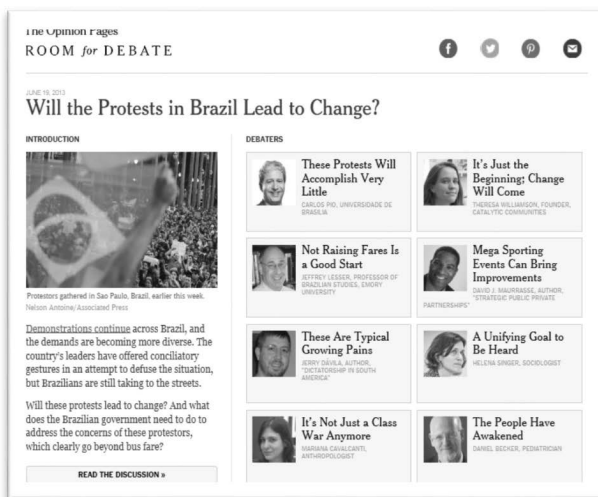 The Opinion Pages
ROOM for DEBATE
JUNE 19, 2013
Will the Protests in Brazil Lead to Change?
INTRODUCTION
Protestors gathered in Sao Paulo, Brazil, earlier this week.
Nelson Antoine/Associated Press
Demonstrations continue across Brazil, and
the demands are becoming more diverse. The
country's leaders have offered conciliatory
gestures in an attempt to defuse the situation,
but Brazilians are still taking to the streets.
Will these protests lead to change? And what
does the Brazilian government need to do to
address the concerns of these protestors,
which clearly go beyond bus fare?
READ THE DISCUSSION »
DEBATERS
These Protests Will
Accomplish Very
Little
CARLOS PIO, UNIVERSIDADE DE
BRASILIA
It's Just the
Beginning; Change
Will Come
THERESA WILLIAMSON, FOUNDER,
CATALYTIC COMMUNITIES
Not Raising Fares Is
a Good Start
JEFFREY LESSER, PROFESSOR OF
BRAZILIAN STUDIES, EMORY
UNIVERSITY
Mega Sporting
Events Can Bring
Improvements
DAVID J. MAURRASSE, AUTHOR,
"STRATEGIC PUBLIC PRIVATE
PARTNERSHIPS"
These Are Typical
Growing Pains
JERRY DÁVILA, AUTHOR,
"DICTATORSHIP IN SOUTH
AMERICA"
A Unifying Goal to
Be Heard
HELENA SINGER, SOCIOLOGIST
It's Not Just a Class
War Anymore
MARIANA CAVALCANTI,
ANTHROPOLOGIST
The People Have
Awakened
DANIEL BECKER, PEDIATRICIAN